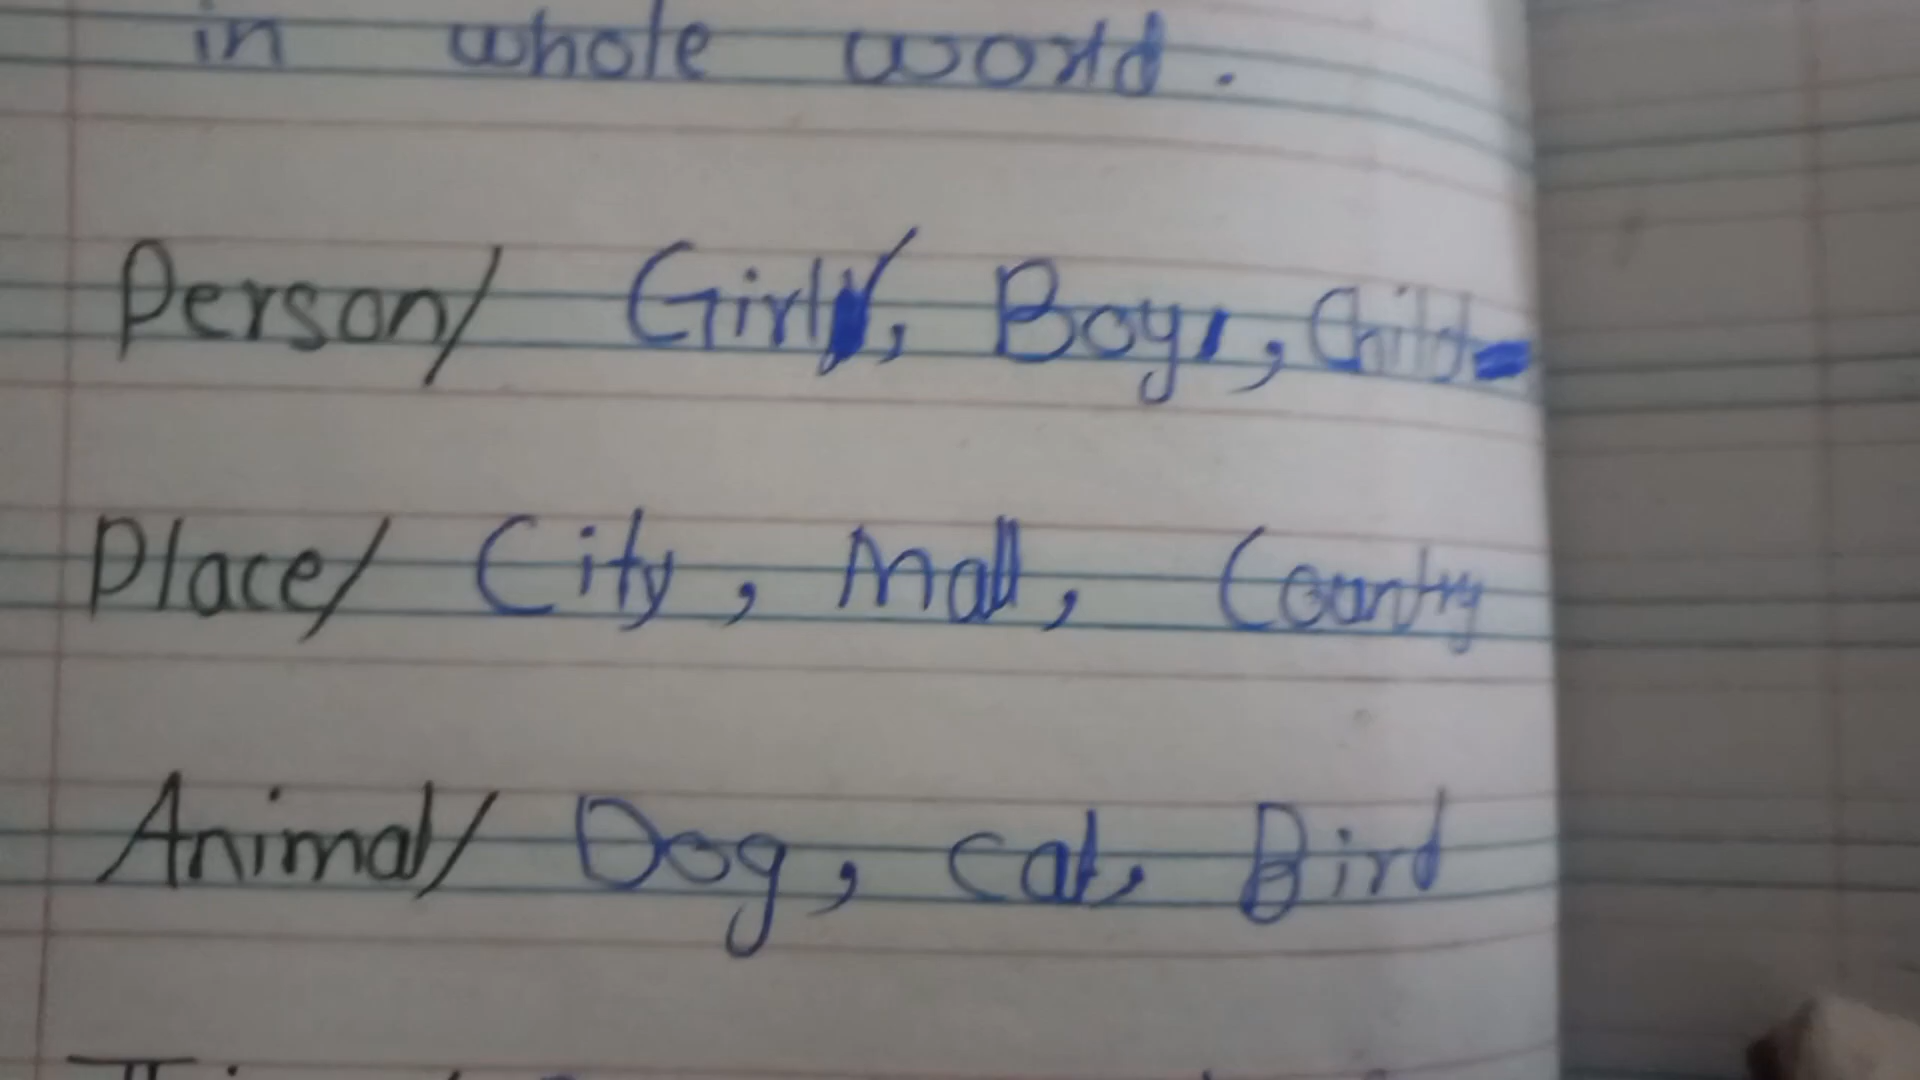 in whole world.
Person/ Girl, Boy, Child
Place/ City, Mall, Country
Animal/ Dog, cat, Bird